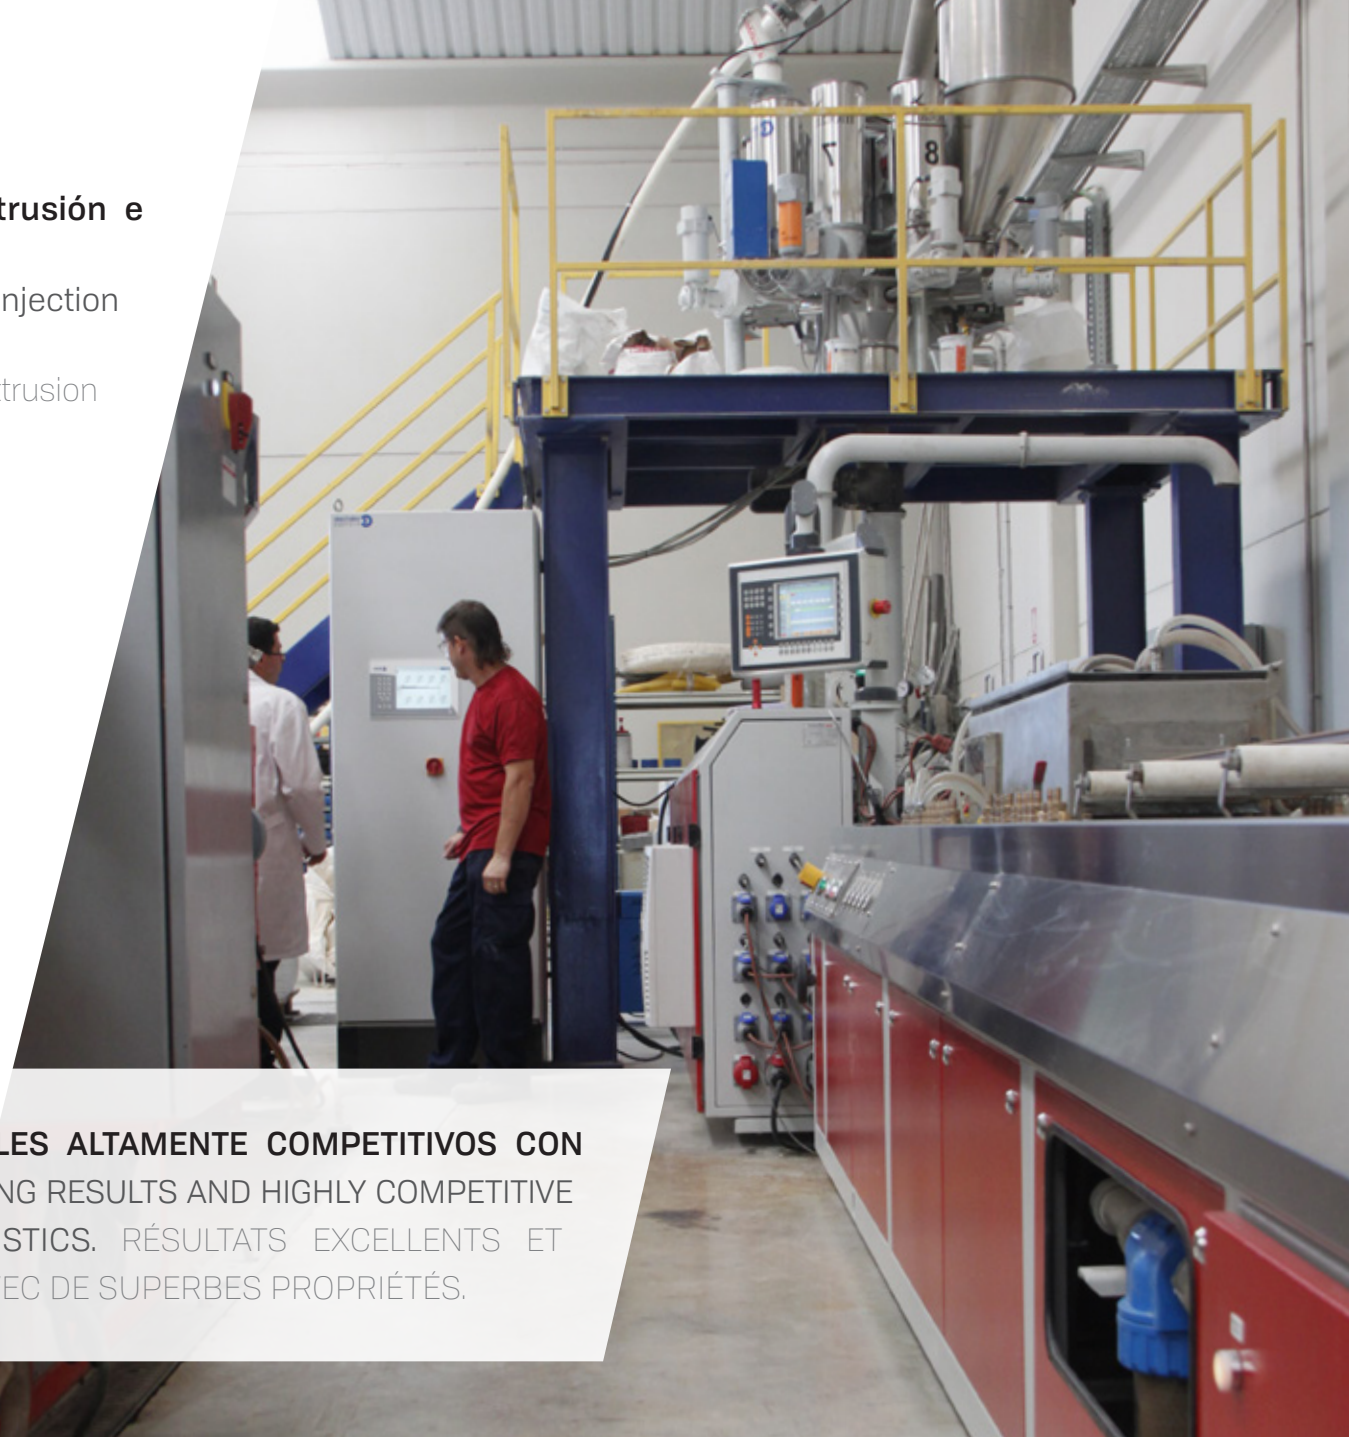 trusión e
njection
trusion
7
8
LES ALTAMENTE COMPETITIVOS CON
NG RESULTS AND HIGHLY COMPETITIVE
STICS. RÉSULTATS EXCELLENTS ET
EC DE SUPERBES PROPRIÉTÉS.